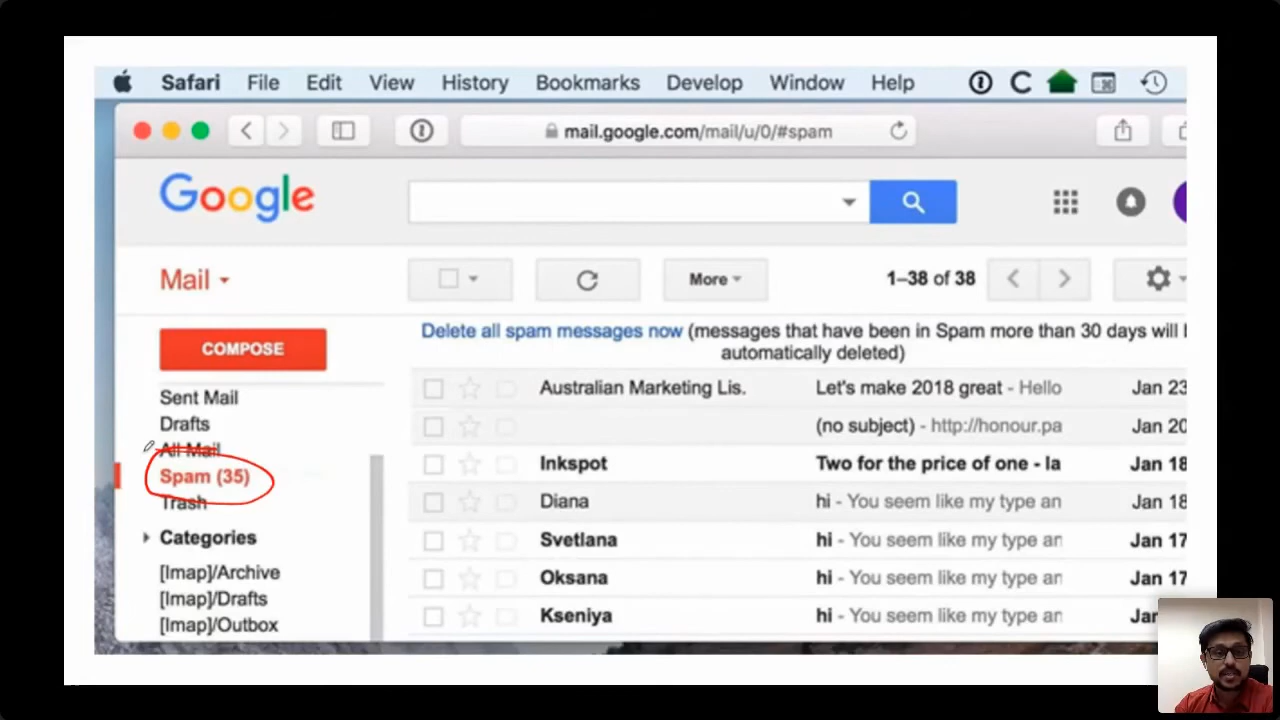 Safari File Edit View History Bookmarks Develop Window Help
mail.google.com/mail/u/0/#spam
Google
Mail
More
1–38 of 38
COMPOSE
Delete all spam messages now (messages that have been in Spam more than 30 days will
automatically deleted)
Sent Mail
Drafts
All Mail
Spam (35)
Trash
Categories
[Imap]/Archive
[Imap]/Drafts
[Imap]/Outbox
Australian Marketing Lis. Let's make 2018 great - Hello Jan 23
(no subject) - http://honour.pa Jan 20
Inkspot Two for the price of one - Ia Jan 18
Diana hi - You seem like my type an Jan 18
Svetlana hi - You seem like my type an Jan 17
Oksana hi - You seem like my type an Jan 17
Kseniya hi - You seem like my type an Jan